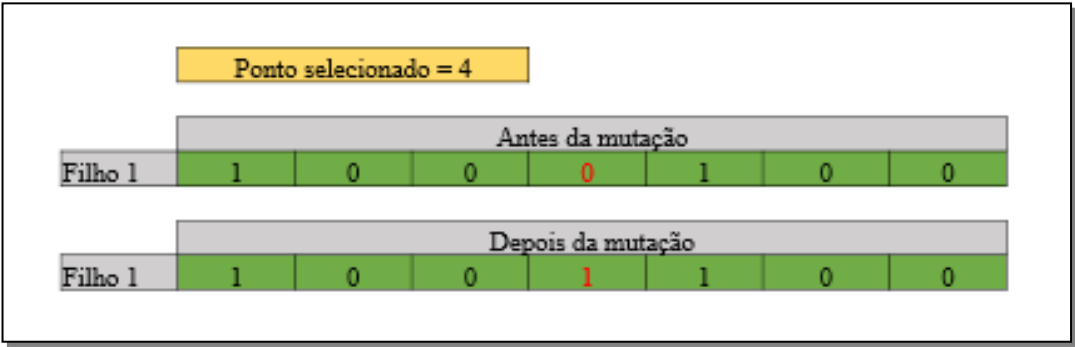 Ponto selecionado = 4
Antes da mutação
Filho 1 1 0 0 0 1 0 0
Depois da mutação
Filho 1 1 0 0 1 1 0 0